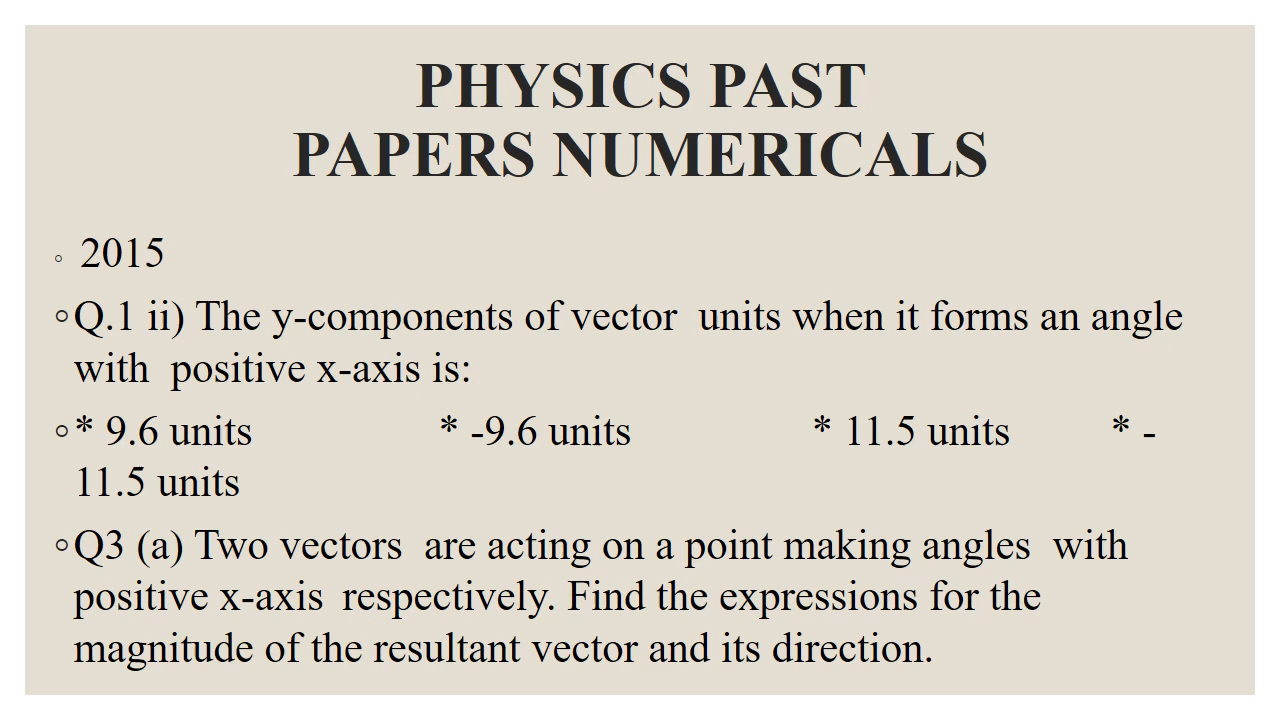 PHYSICS PAST
PAPERS NUMERICALS
◦ 2015
◦Q.1 ii) The y-components of vector  units when it forms an angle
with  positive x-axis is:
◦* 9.6 units * -9.6 units * 11.5 units * -
11.5 units
◦Q3 (a) Two vectors  are acting on a point making angles  with
positive x-axis  respectively. Find the expressions for the
magnitude of the resultant vector and its direction.